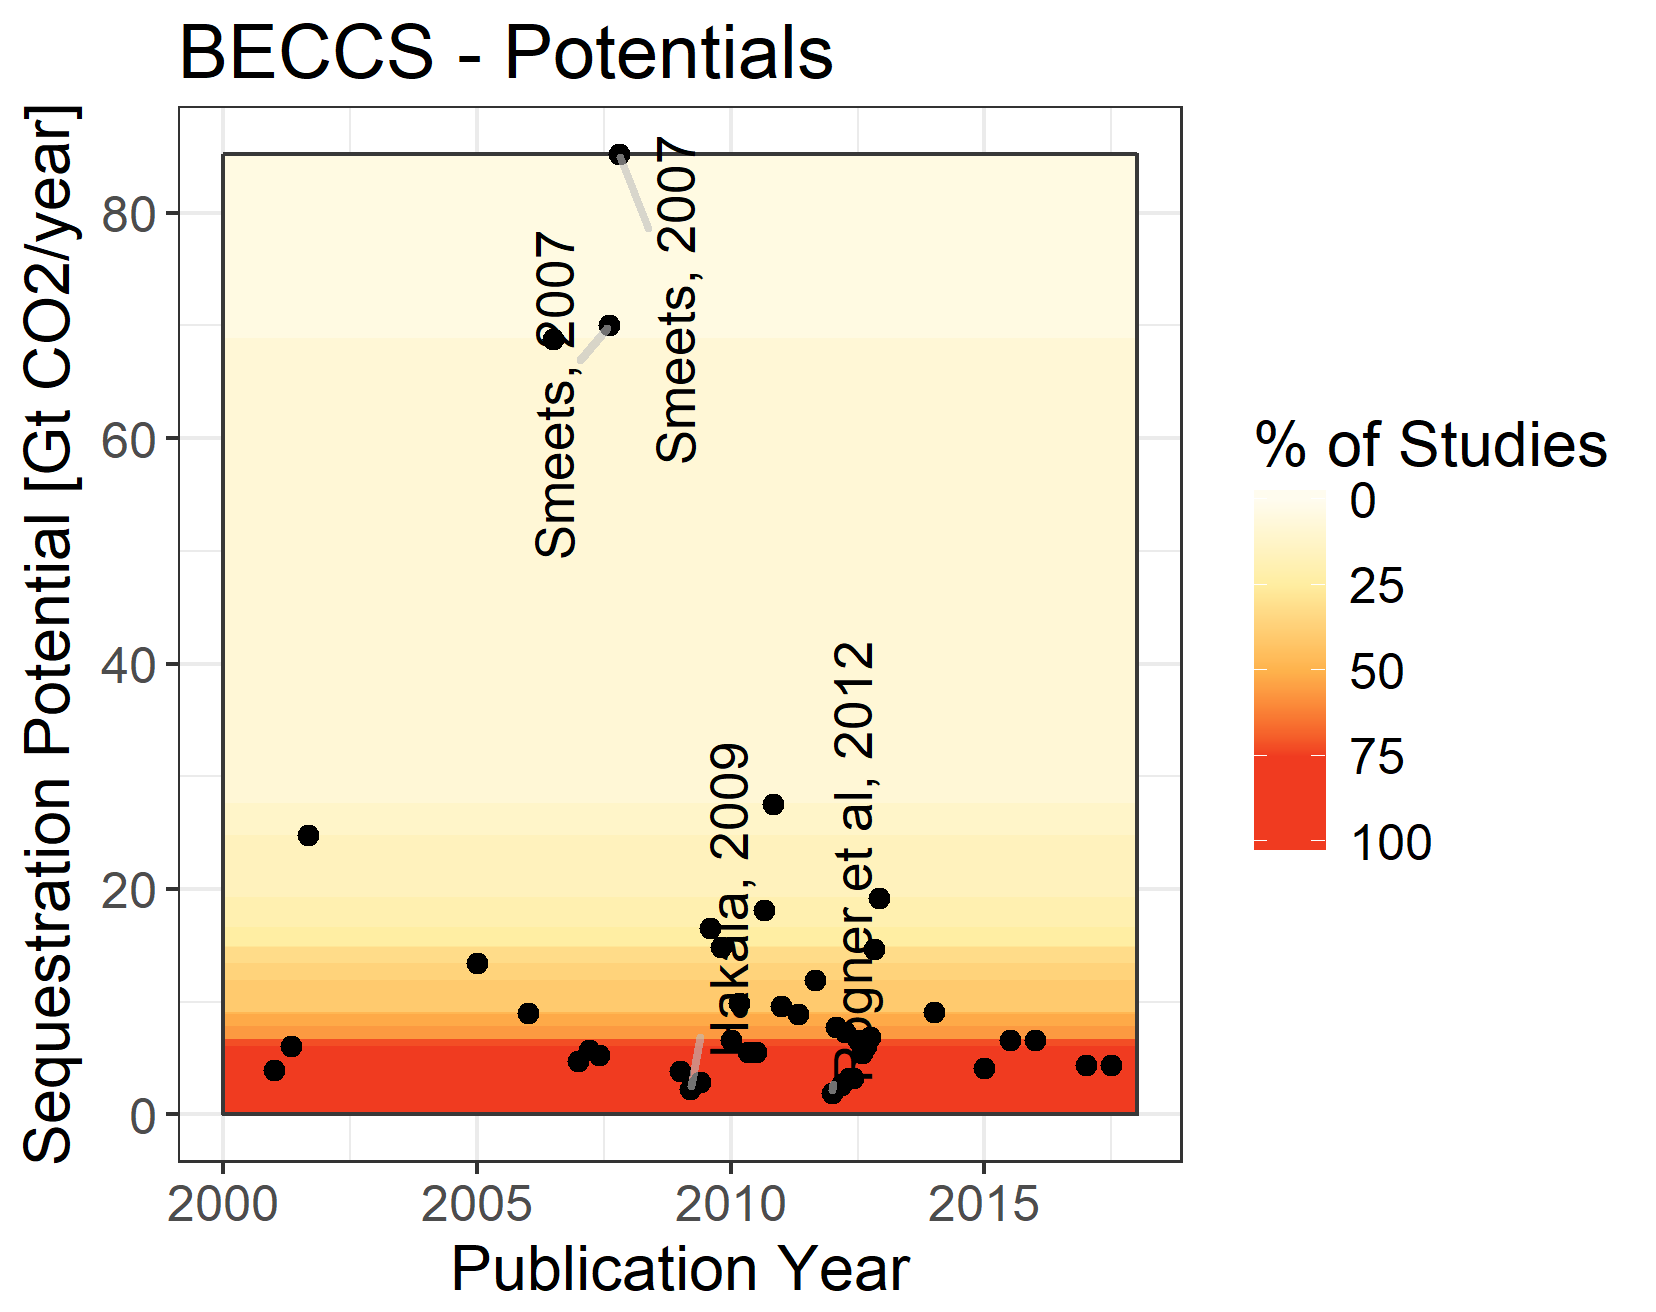 BECCS - Potentials
Sequestration Potential [Gt CO2/year]
80
60
40
20
0
Smeets, 2007
Smeets, 2007
Hakala, 2009
Rogner et al, 2012
2000
2005
2010
2015
Publication Year
% of Studies
0
25
50
75
100